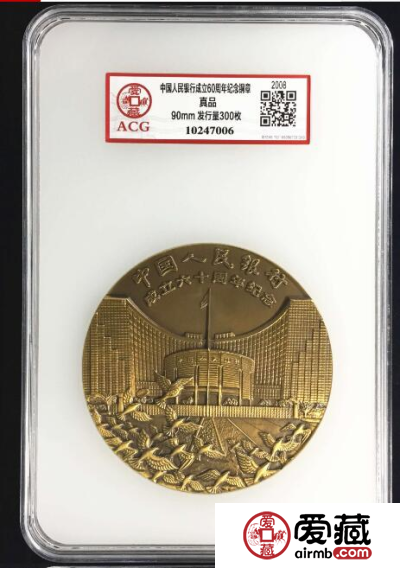 爱藏
ACG
中国人民银行成立60周年纪念铜章
真品
90mm 发行量300枚
10247006
2008
中国人民银行
成立六十周年纪念
爱藏
airmb.com